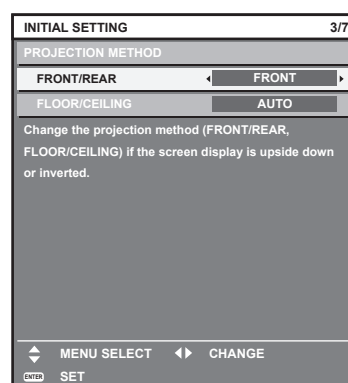 INITIAL SETTING 3/7
PROJECTION METHOD
FRONT/REAR FRONT
FLOOR/CEILING AUTO
Change the projection method (FRONT/REAR,
FLOOR/CEILING) if the screen display is upside down
or inverted.
MENU SELECT CHANGE
ENTER SET